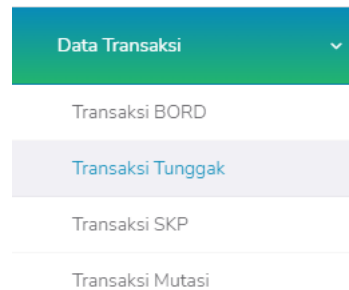 Data Transaksi
Transaksi BORD
Transaksi Tunggak
Transaksi SKP
Transaksi Mutasi